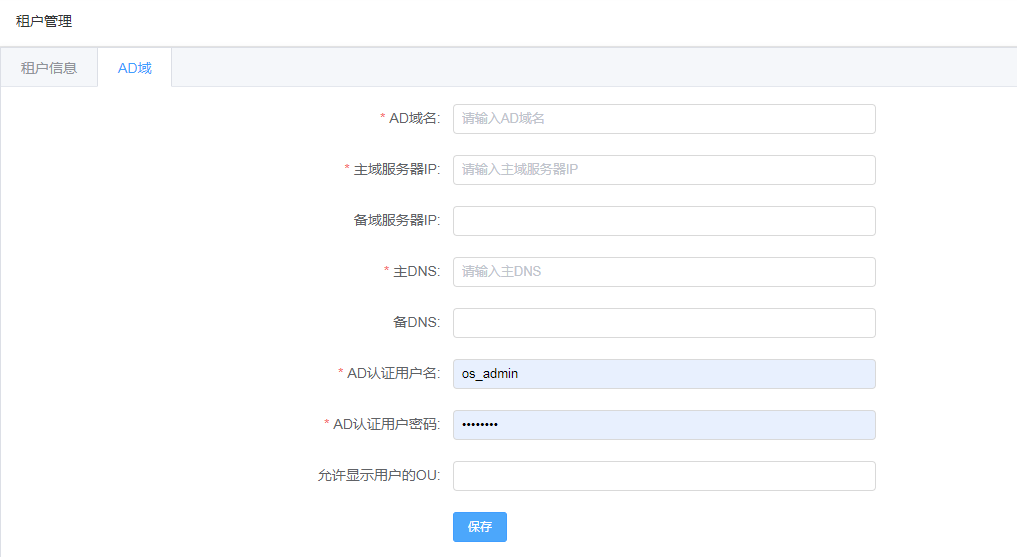 租户管理
租户信息 AD域
* AD域名: 请输入AD域名
* 主域服务器IP: 请输入主域服务器IP
备域服务器IP:
* 主DNS: 请输入主DNS
备DNS:
* AD认证用户名: os_admin
* AD认证用户密码: ••••••••
允许显示用户的OU:
保存